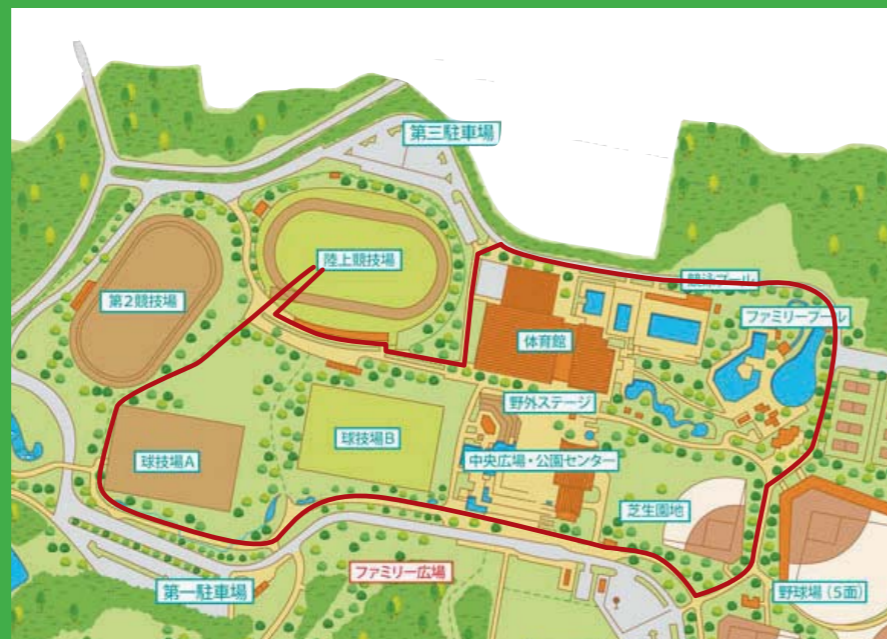 第三駐車場
陸上競技場
競泳プール
第2競技場
ファミリープール
体育館
野外ステージ
球技場B
球技場A
中央広場・公園センター
芝生園地
ファミリー広場
第一駐車場
野球場（5面）